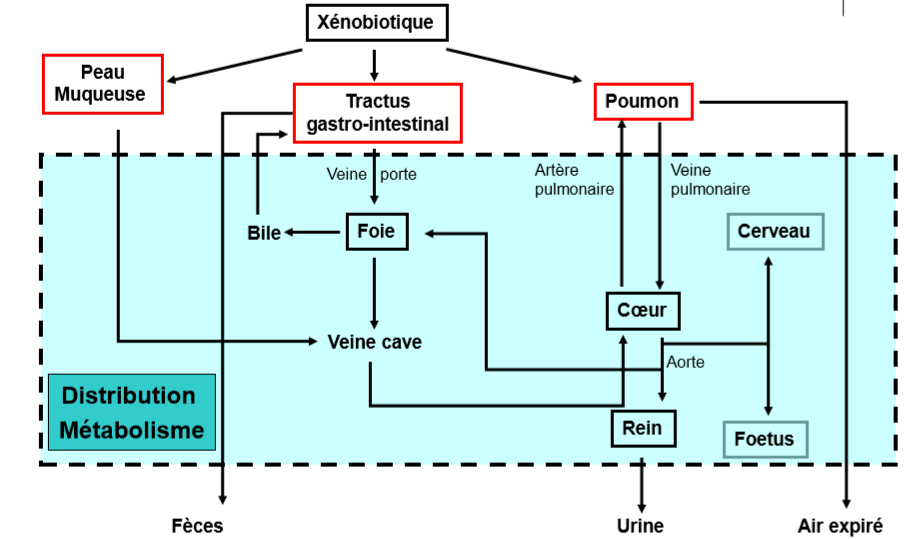 Xénobiotique
Peau
Muqueuse
Tractus
gastro-intestinal
Poumon
Veine porte
Artère
pulmonaire
Veine
pulmonaire
Bile
Foie
Cerveau
Cœur
Veine cave
Aorte
Distribution
Métabolisme
Rein
Foetus
Fèces
Urine
Air expiré